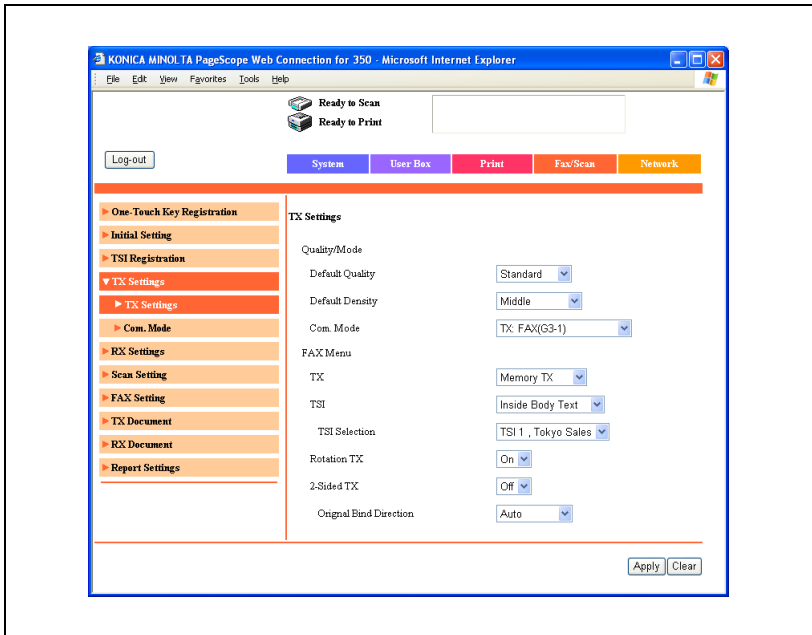 KONICA MINOLTA PageScope Web Connection for 350 - Microsoft Internet Explorer
File Edit View Favorites Tools Help
Ready to Scan
Ready to Print
Log-out
System User Box Print Fax/Scan Network
One-Touch Key Registration
Initial Setting
TSI Registration
TX Settings
TX Settings
Com. Mode
RX Settings
Scan Setting
FAX Setting
TX Document
RX Document
Report Settings
TX Settings
Quality/Mode
Default Quality Standard
Default Density Middle
Com. Mode TX: FAX(G3-1)
FAX Menu
TX Memory TX
TSI Inside Body Text
TSI Selection TSI 1 , Tokyo Sales
Rotation TX On
2-Sided TX Off
Orignal Bind Direction Auto
Apply Clear